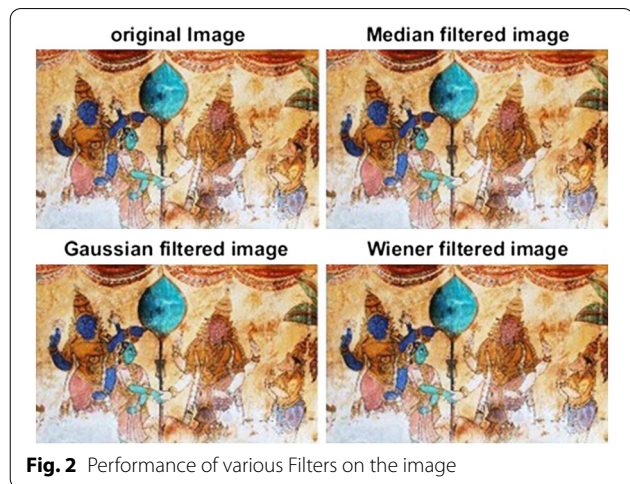 original Image
Median filtered image
Gaussian filtered image
Wiener filtered image
Fig. 2 Performance of various Filters on the image